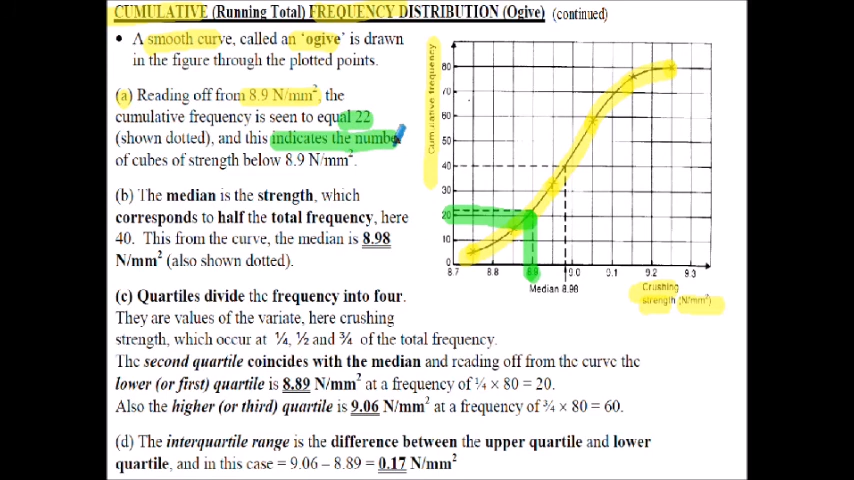 CUMULATIVE (Running Total) FREQUENCY DISTRIBUTION (Ogive) (continued)
• A smooth curve, called an 'ogive' is drawn
in the figure through the plotted points.
(a) Reading off from 8.9 N/mm², the
cumulative frequency is seen to equal 22
(shown dotted), and this indicates the number
of cubes of strength below 8.9 N/mm².
(b) The median is the strength, which
corresponds to half the total frequency, here
40. This from the curve, the median is 8.98
N/mm² (also shown dotted).
(c) Quartiles divide the frequency into four.
They are values of the variate, here crushing
strength, which occur at ¼, ½ and ¾ of the total frequency.
The second quartile coincides with the median and reading off from the curve the
lower (or first) quartile is 8.89 N/mm² at a frequency of ¼ × 80 = 20.
Also the higher (or third) quartile is 9.06 N/mm² at a frequency of ¾ × 80 = 60.
(d) The interquartile range is the difference between the upper quartile and lower
quartile, and in this case = 9.06 – 8.89 = 0.17 N/mm²
Cumulative frequency
80
70
60
50
40
30
20
10
0
8.7 8.8 8.9 9.0 9.1 9.2 9.3
Median 8.98
Crushing
strength (N/mm²)